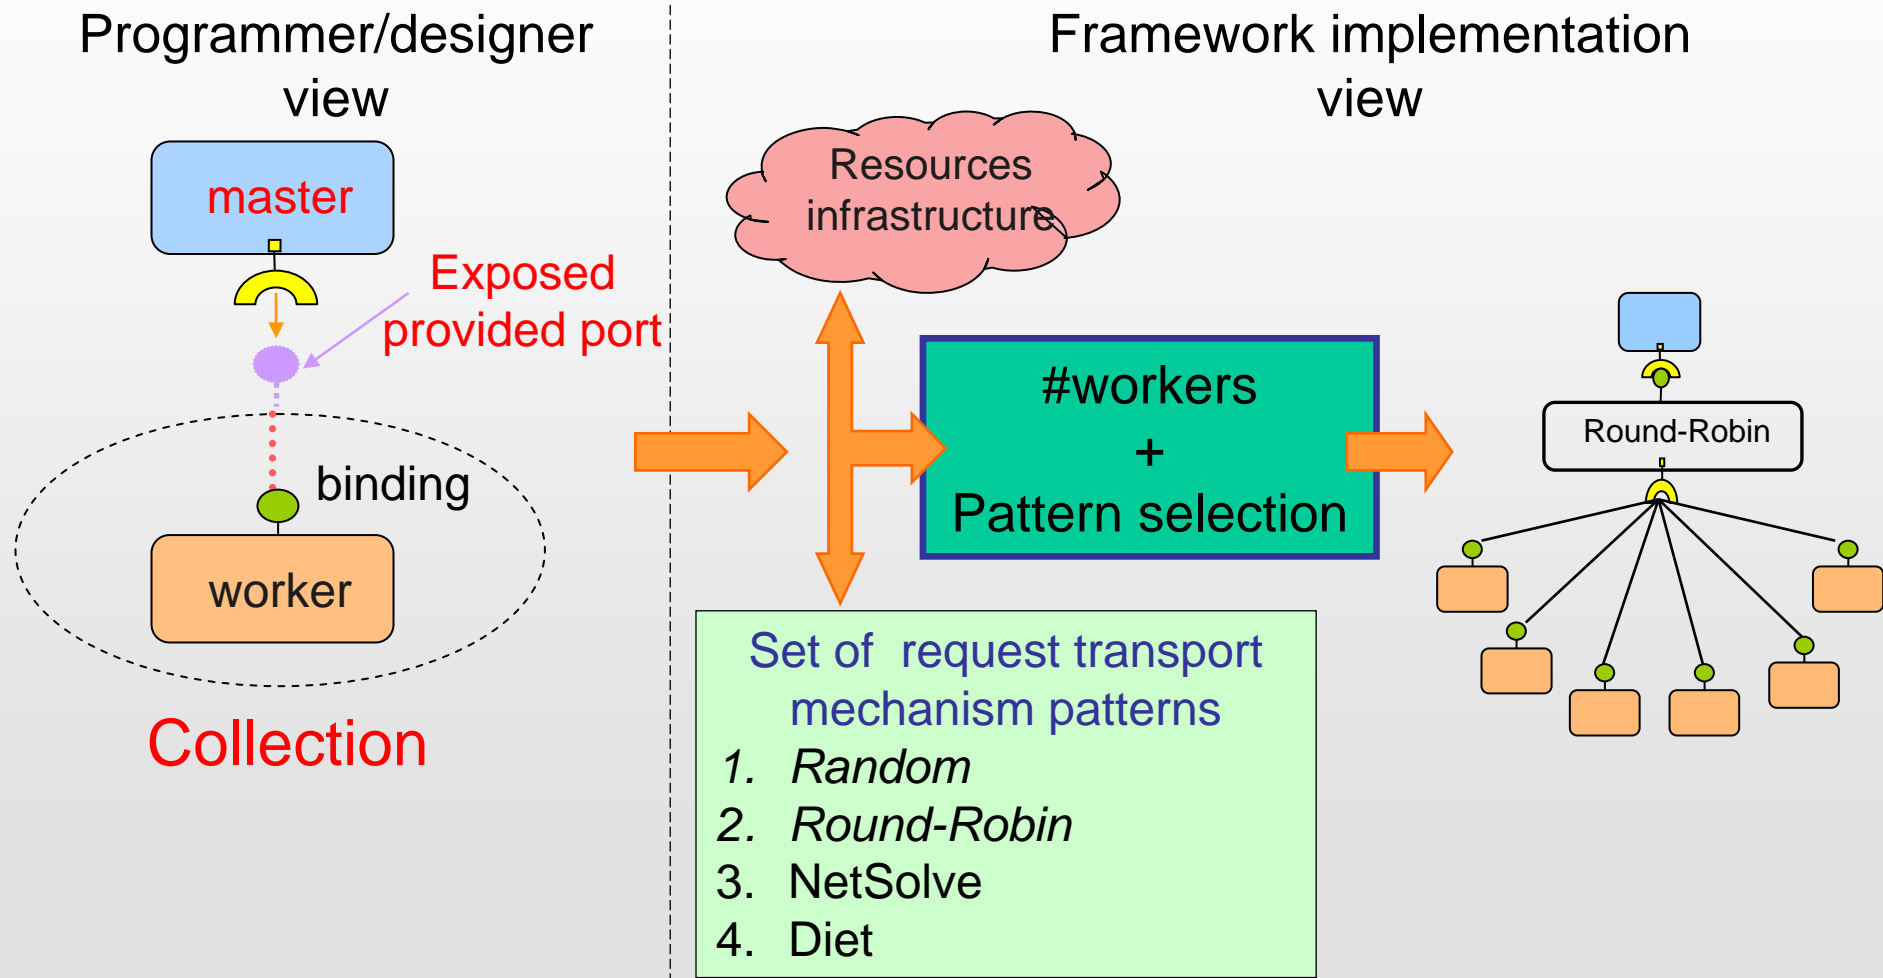 Programmer/designer
view
master
Exposed
provided port
binding
worker
Collection
Framework implementation
view
Resources
infrastructure
#workers
+
Pattern selection
Round-Robin
Set of request transport
mechanism patterns
1. Random
2. Round-Robin
3. NetSolve
4. Diet